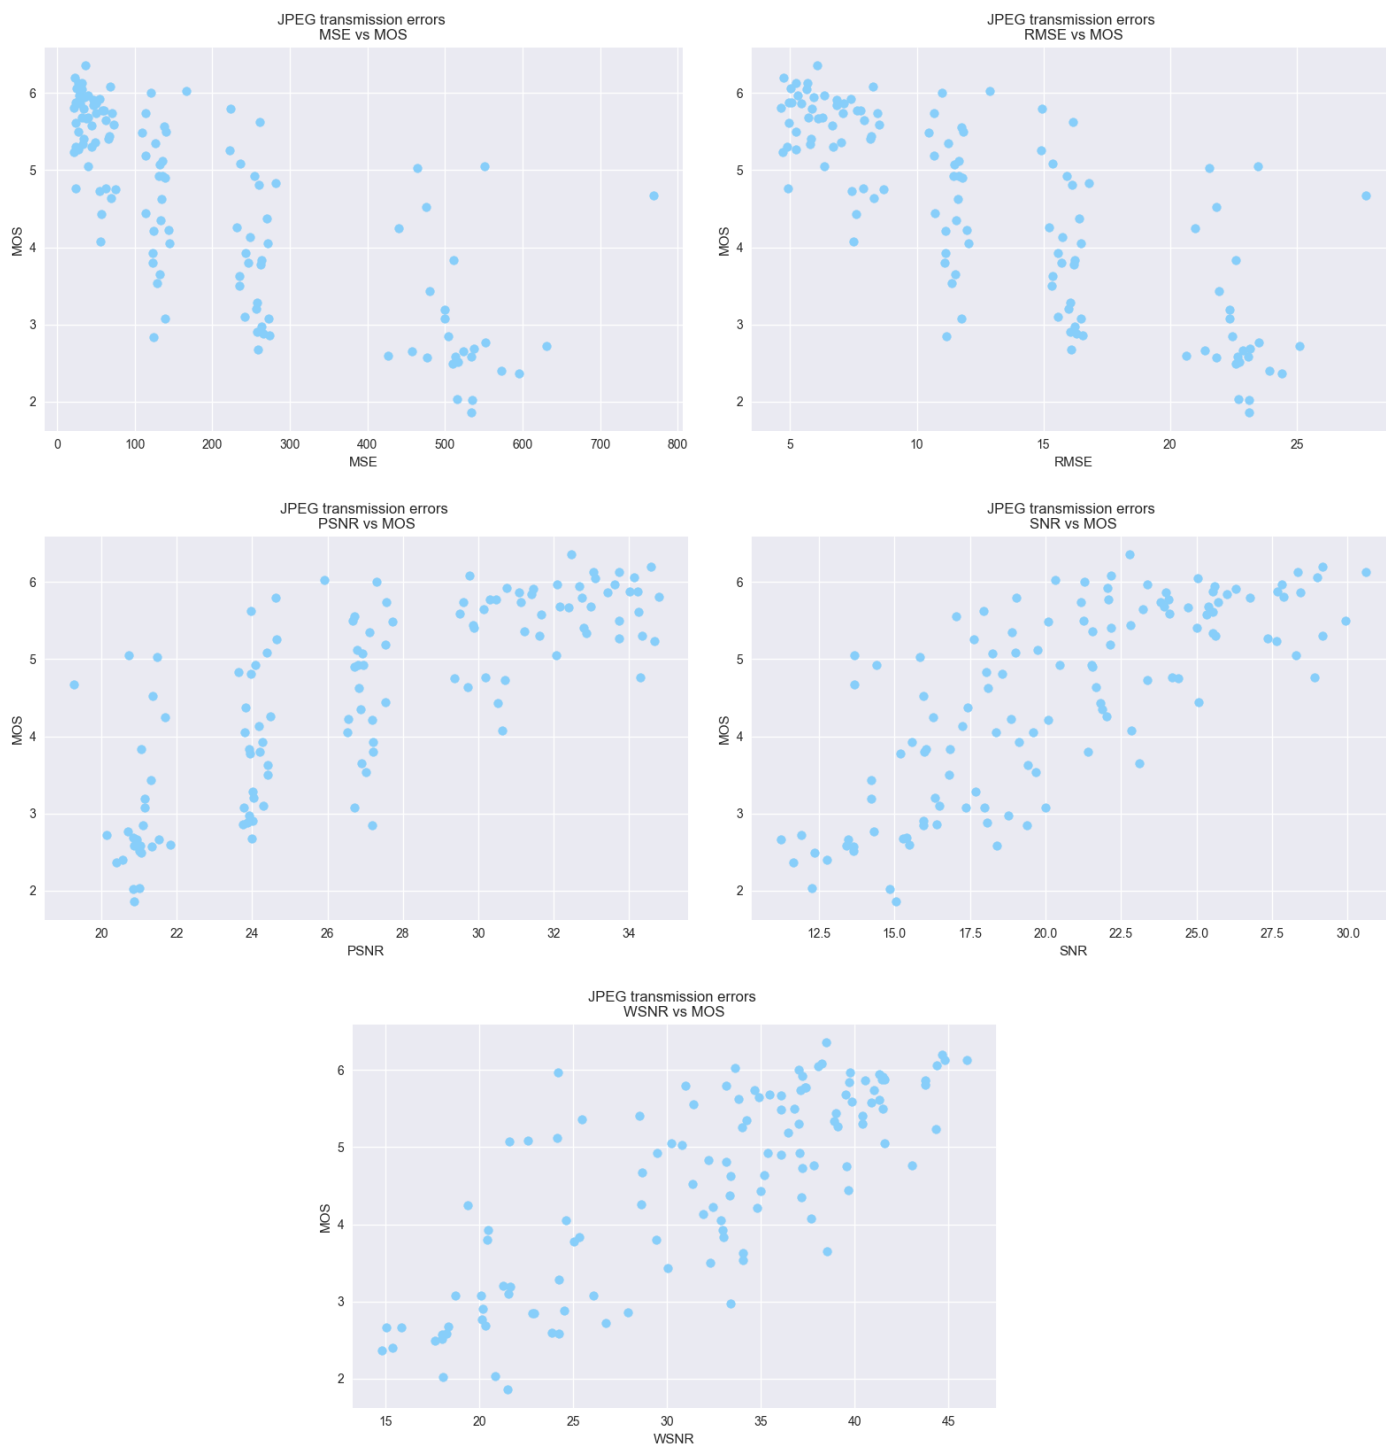 JPEG transmission errors
MSE vs MOS
MOS
6
5
4
3
2
0 100 200 300 400 500 600 700 800
MSE
JPEG transmission errors
RMSE vs MOS
MOS
6
5
4
3
2
5 10 15 20 25
RMSE
JPEG transmission errors
PSNR vs MOS
MOS
6
5
4
3
2
20 22 24 26 28 30 32 34
PSNR
JPEG transmission errors
SNR vs MOS
MOS
6
5
4
3
2
12.5 15.0 17.5 20.0 22.5 25.0 27.5 30.0
SNR
JPEG transmission errors
WSNR vs MOS
MOS
6
5
4
3
2
15 20 25 30 35 40 45
WSNR